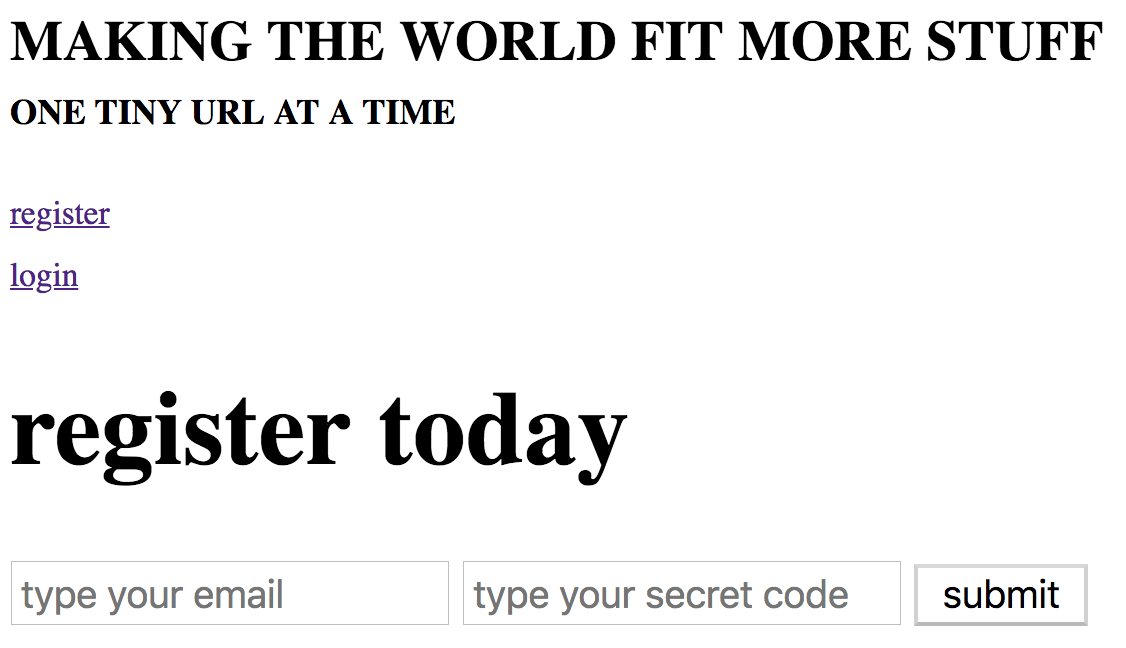 MAKING THE WORLD FIT MORE STUFF
ONE TINY URL AT A TIME
register
login
register today
type your email type your secret code submit